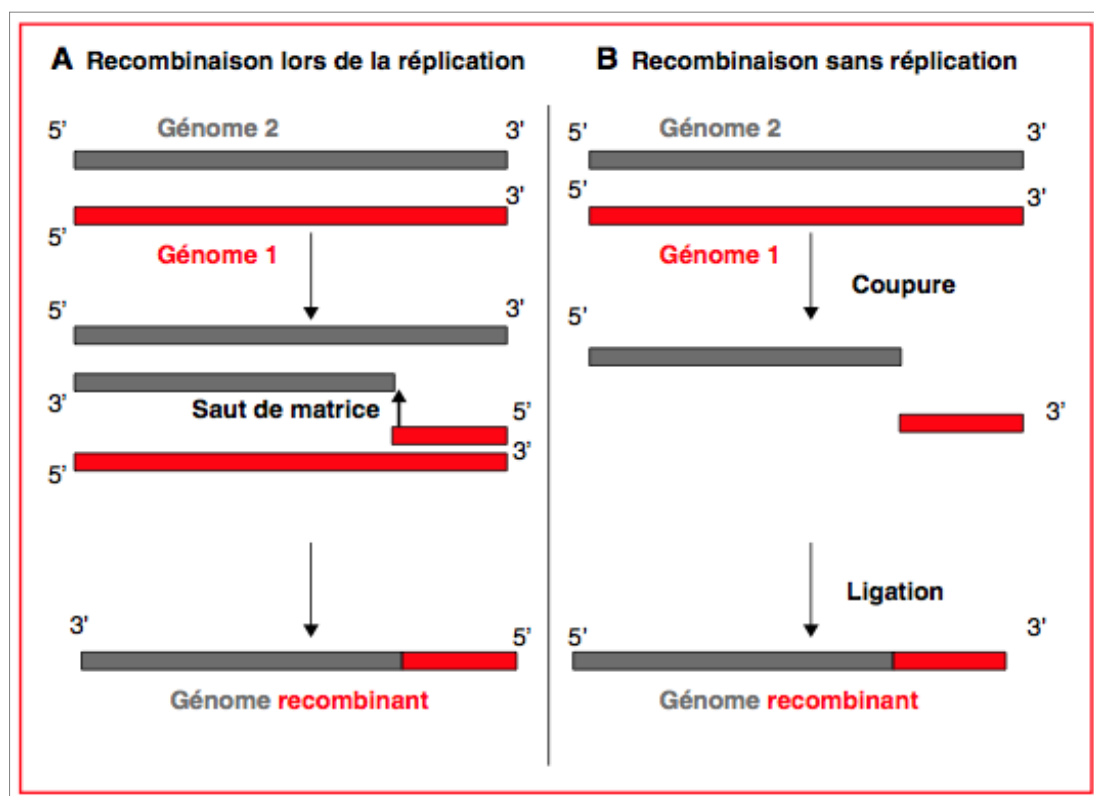 A Recombinaison lors de la réplication
5' Génome 2 3'
3'
5'
Génome 1
5' 3'
3' Saut de matrice 5'
3'
5'
3' 5'
Génome recombinant
B Recombinaison sans réplication
5' Génome 2 3'
5' 3'
Génome 1
Coupure
5'
3'
Ligation
5' 3'
Génome recombinant